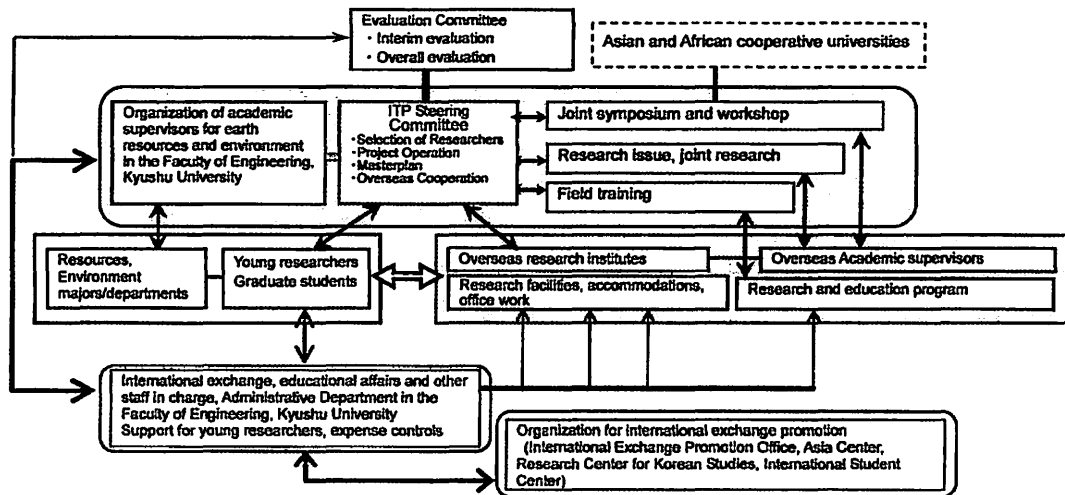 Evaluation Committee
・Interim evaluation
・Overall evaluation
Asian and African cooperative universities
Organization of academic
supervisors for earth
resources and environment
in the Faculty of Engineering,
Kyushu University
ITP Steering
Committee
・Selection of Researchers
・Project Operation
・Masterplan
・Overseas Cooperation
Joint symposium and workshop
Research issue, joint research
Field training
Resources,
Environment
majors/departments
Young researchers
Graduate students
Overseas research institutes
Research facilities, accommodations,
office work
Overseas Academic supervisors
Research and education program
International exchange, educational affairs and other
staff in charge, Administrative Department in the
Faculty of Engineering, Kyushu University
Support for young researchers, expense controls
Organization for international exchange promotion
(International Exchange Promotion Office, Asia Center,
Research Center for Korean Studies, International Student
Center)